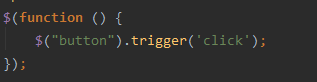 $(function () {
    $("button").trigger('click');
});